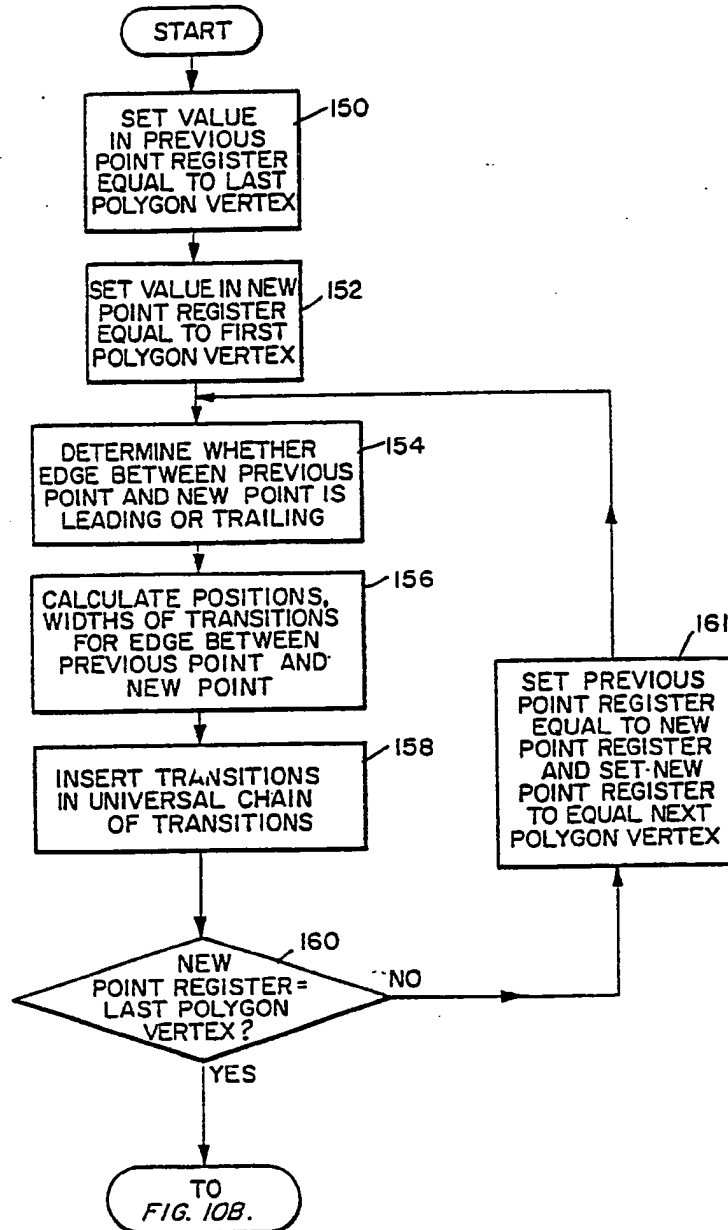 START
150
SET VALUE
IN PREVIOUS
POINT REGISTER
EQUAL TO LAST
POLYGON VERTEX
152
SET VALUE IN NEW
POINT REGISTER
EQUAL TO FIRST
POLYGON VERTEX
154
DETERMINE WHETHER
EDGE BETWEEN PREVIOUS
POINT AND NEW POINT IS
LEADING OR TRAILING
156
CALCULATE POSITIONS,
WIDTHS OF TRANSITIONS
FOR EDGE BETWEEN
PREVIOUS POINT AND
NEW POINT
158
INSERT TRANSITIONS
IN UNIVERSAL CHAIN
OF TRANSITIONS
160
NEW
POINT REGISTER =
LAST POLYGON
VERTEX?
NO
YES
161
SET PREVIOUS
POINT REGISTER
EQUAL TO NEW
POINT REGISTER
AND SET NEW
POINT REGISTER
TO EQUAL NEXT
POLYGON VERTEX
TO
FIG. 10B.